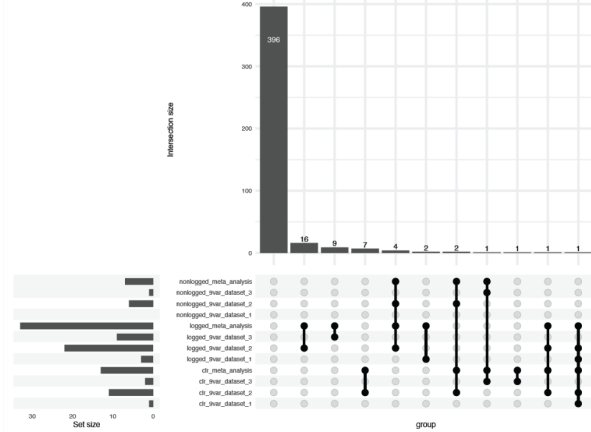 400
396
300
Intersection size
200
100
16 9 7 4 2 2 1 1 1 1
0
nonlogged_meta_analysis
nonlogged_9var_dataset_3
nonlogged_9var_dataset_2
nonlogged_9var_dataset_1
logged_meta_analysis
logged_9var_dataset_3
logged_9var_dataset_2
logged_9var_dataset_1
clr_meta_analysis
clr_9var_dataset_3
clr_9var_dataset_2
clr_9var_dataset_1
30 20 10 0
Set size
group